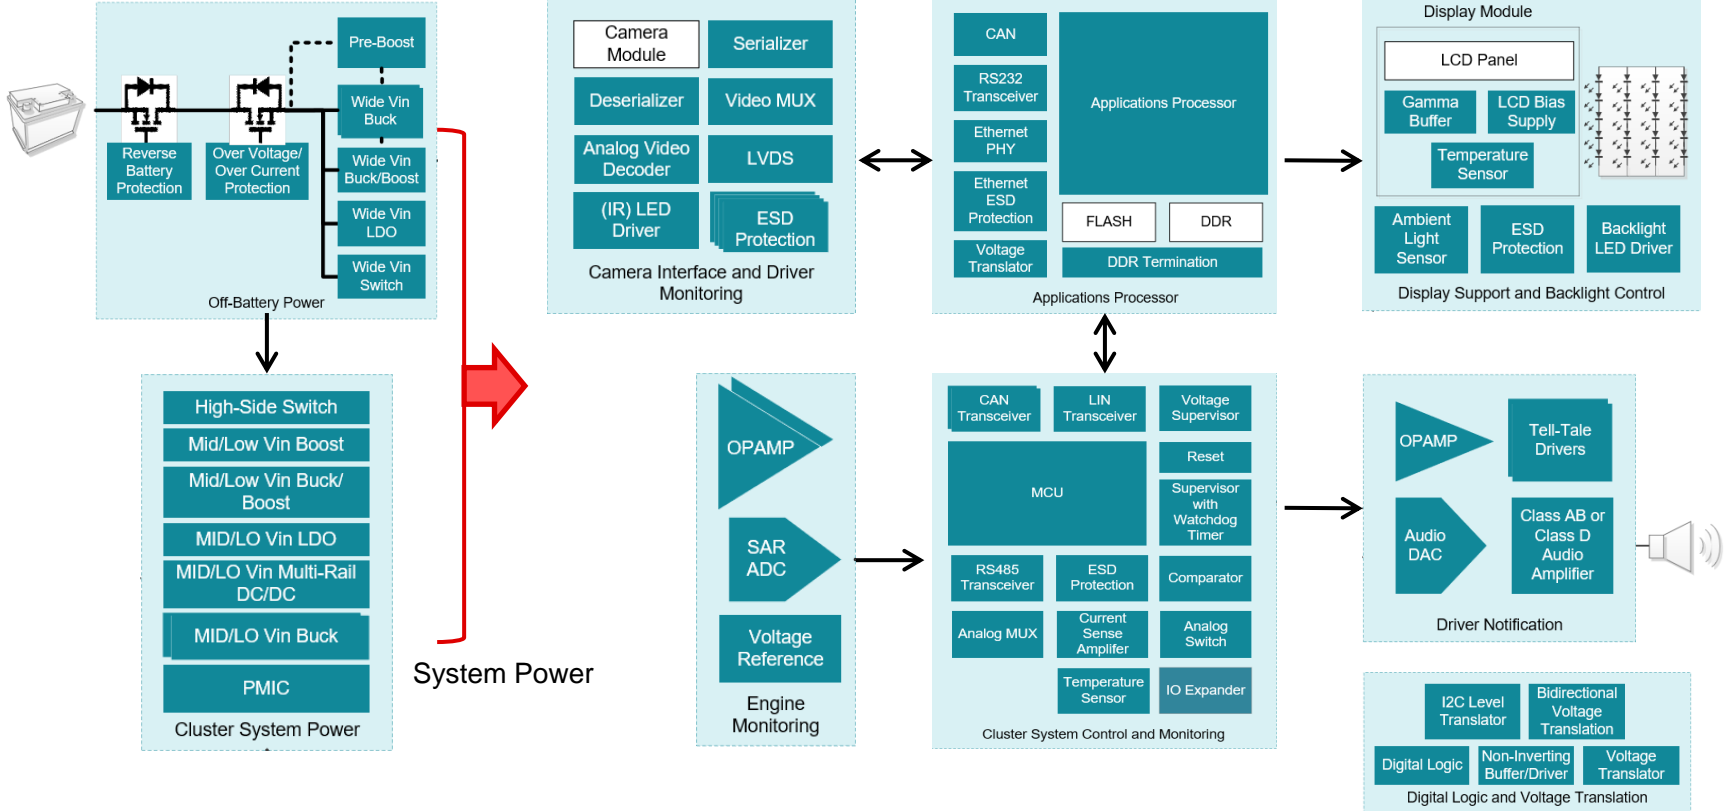 Pre-Boost
Wide Vin
Buck
Reverse
Battery
Protection
Over Voltage/
Over Current
Protection
Wide Vin
Buck/Boost
Wide Vin
LDO
Wide Vin
Switch
Off-Battery Power
High-Side Switch
Mid/Low Vin Boost
Mid/Low Vin Buck/
Boost
MID/LO Vin LDO
MID/LO Vin Multi-Rail
DC/DC
MID/LO Vin Buck
PMIC
Cluster System Power
System Power
Camera
Module
Serializer
Deserializer
Video MUX
Analog Video
Decoder
LVDS
(IR) LED
Driver
ESD
Protection
Camera Interface and Driver
Monitoring
CAN
RS232
Transceiver
Ethernet
PHY
Ethernet
ESD
Protection
Voltage
Translator
Applications Processor
FLASH
DDR
DDR Termination
Applications Processor
Display Module
LCD Panel
Gamma
Buffer
LCD Bias
Supply
Temperature
Sensor
Ambient
Light
Sensor
ESD
Protection
Backlight
LED Driver
Display Support and Backlight Control
OPAMP
SAR
ADC
Voltage
Reference
Engine
Monitoring
CAN
Transceiver
LIN
Transceiver
Voltage
Supervisor
MCU
Reset
Supervisor
with
Watchdog
Timer
RS485
Transceiver
ESD
Protection
Comparator
Analog MUX
Current
Sense
Amplifer
Analog
Switch
Temperature
Sensor
IO Expander
Cluster System Control and Monitoring
OPAMP
Tell-Tale
Drivers
Audio
DAC
Class AB or
Class D
Audio
Amplifier
Driver Notification
I2C Level
Translator
Bidirectional
Voltage
Translation
Digital Logic
Non-Inverting
Buffer/Driver
Voltage
Translator
Digital Logic and Voltage Translation